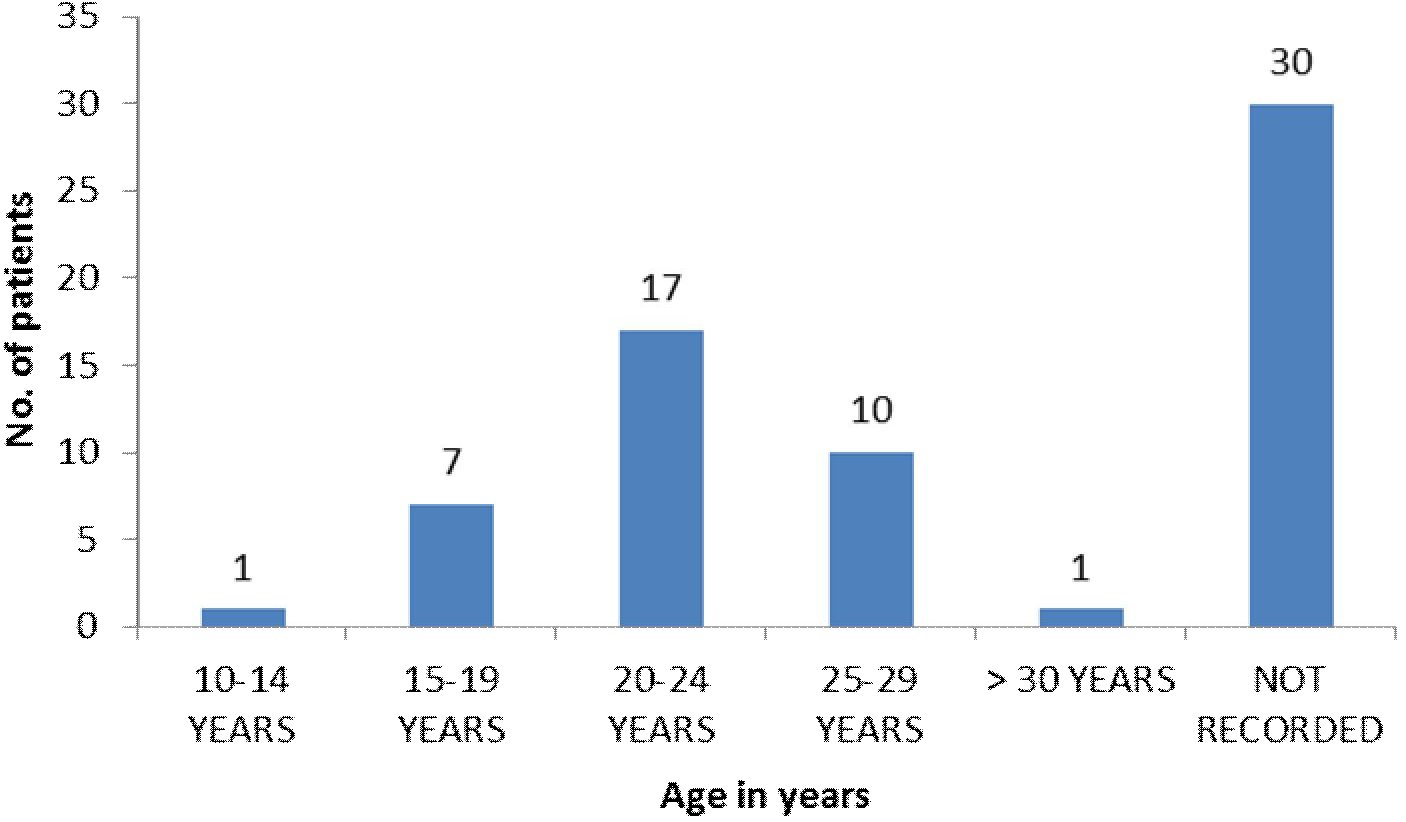 35
30
25
20
15
10
5
0
No. of patients
1
7
17
10
1
30
10-14
YEARS
15-19
YEARS
20-24
YEARS
25-29
YEARS
> 30 YEARS
NOT
RECORDED
Age in years